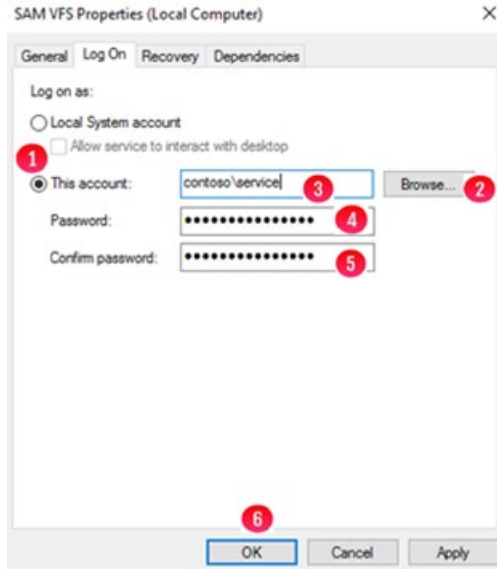 SAM VFS Properties (Local Computer)
General Log On Recovery Dependencies
Log on as:
Local System account
Allow service to interact with desktop
1
This account: contoso\service 3 Browse... 2
Password: ●●●●●●●●●●●●●●● 4
Confirm password: ●●●●●●●●●●●●●●● 5
6
OK Cancel Apply